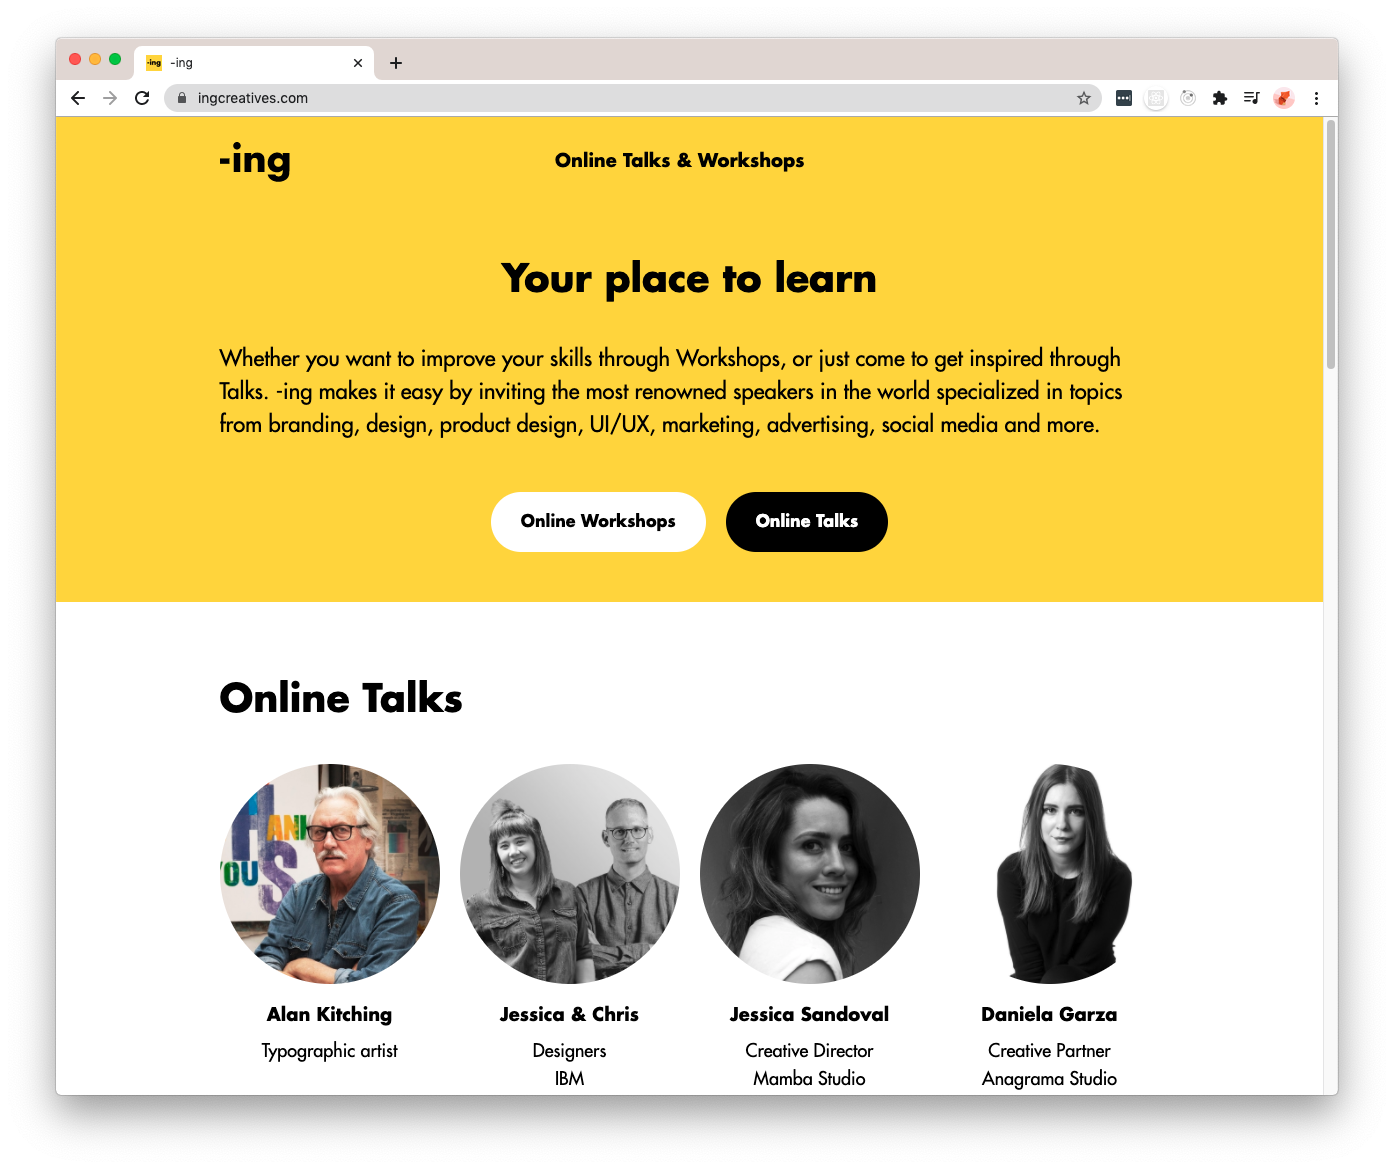 -ing
-ing
ingcreatives.com
-ing
Online Talks & Workshops
Your place to learn
Whether you want to improve your skills through Workshops, or just come to get inspired through
Talks. -ing makes it easy by inviting the most renowned speakers in the world specialized in topics
from branding, design, product design, UI/UX, marketing, advertising, social media and more.
Online Workshops
Online Talks
Online Talks
HANK
YOU
S
Alan Kitching
Jessica & Chris
Jessica Sandoval
Daniela Garza
Typographic artist
Designers
Creative Director
Creative Partner
IBM
Mamba Studio
Anagrama Studio